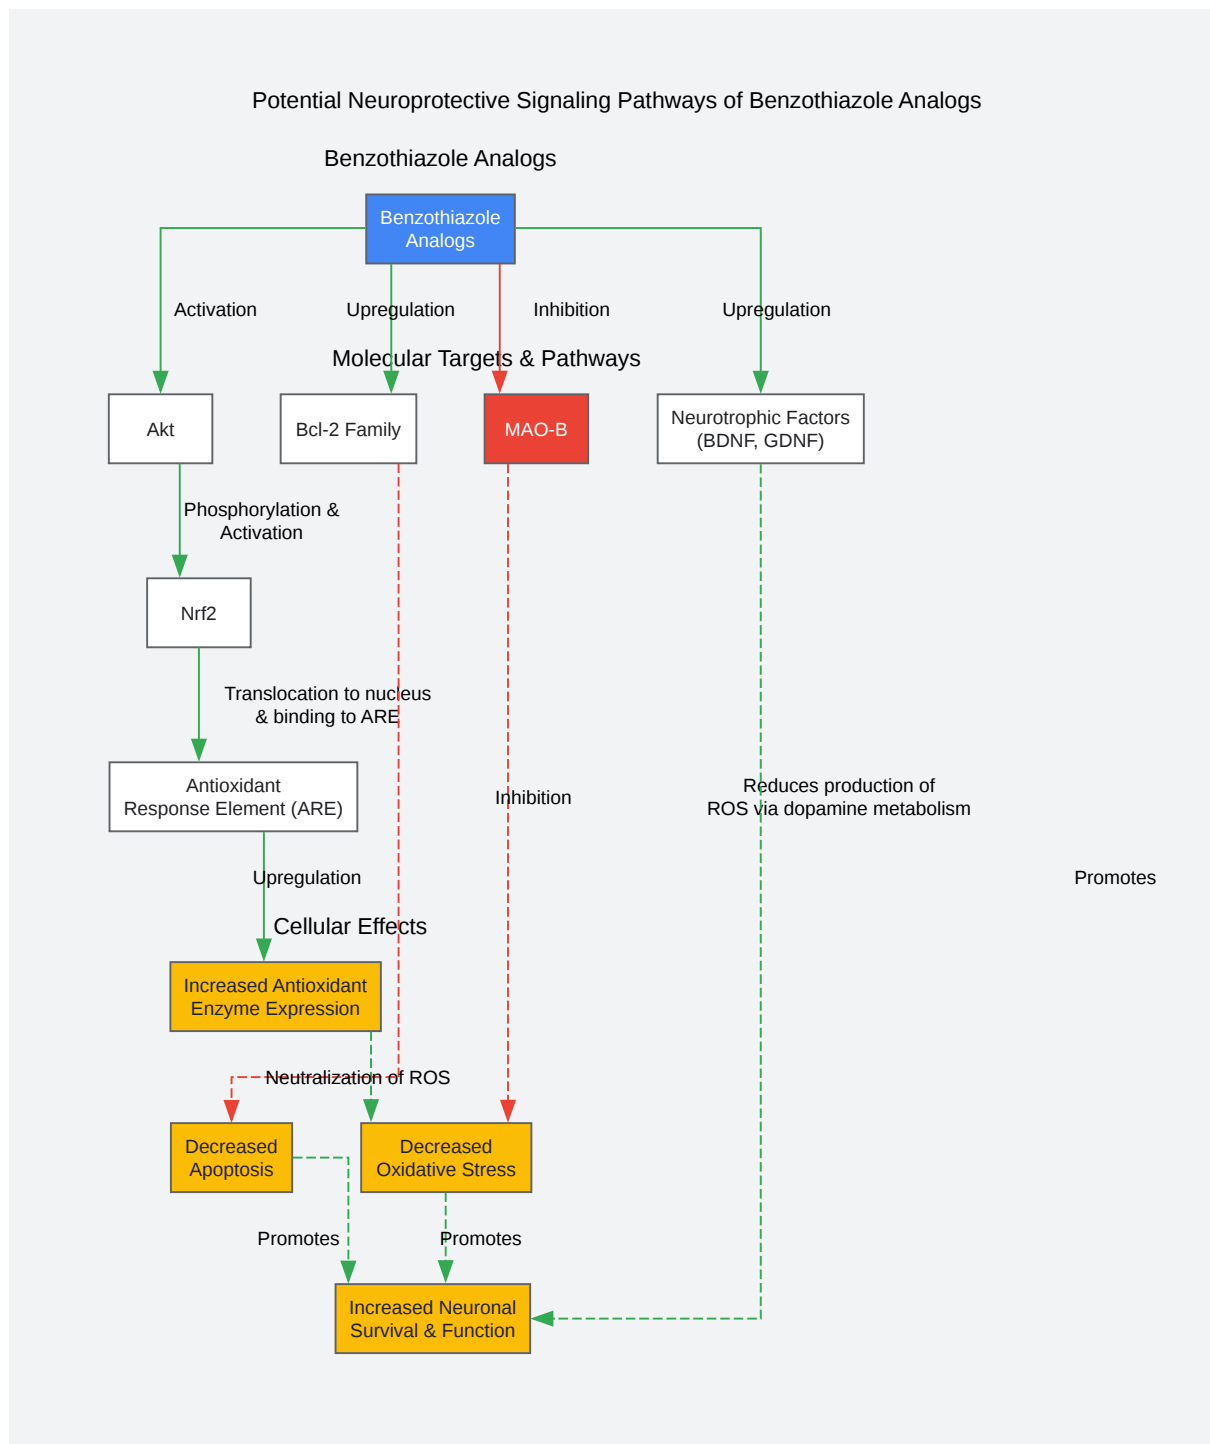 Potential Neuroprotective Signaling Pathways of Benzothiazole Analogs
Benzothiazole Analogs
Benzothiazole
Analogs
Activation
Upregulation
Inhibition
Upregulation
Molecular Targets & Pathways
Akt
Bcl-2 Family
MAO-B
Neurotrophic Factors
(BDNF, GDNF)
Phosphorylation &
Activation
Nrf2
Translocation to nucleus
& binding to ARE
Antioxidant
Response Element (ARE)
Inhibition
Reduces production of
ROS via dopamine metabolism
Upregulation
Promotes
Cellular Effects
Increased Antioxidant
Enzyme Expression
Neutralization of ROS
Decreased
Apoptosis
Decreased
Oxidative Stress
Promotes
Promotes
Increased Neuronal
Survival & Function